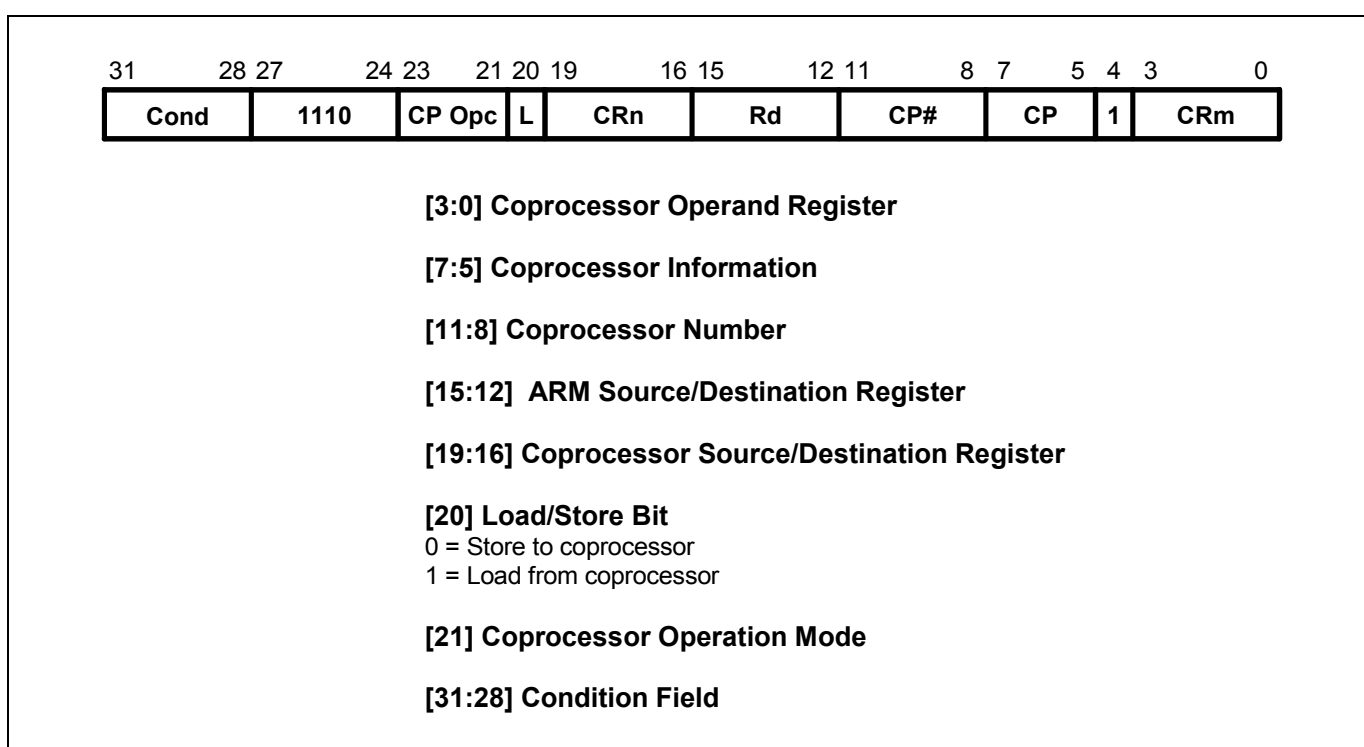 31 28 27 24 23 21 20 19 16 15 12 11 8 7 5 4 3 0
Cond 1110 CP Opc L CRn Rd CP# CP 1 CRm
[3:0] Coprocessor Operand Register
[7:5] Coprocessor Information
[11:8] Coprocessor Number
[15:12] ARM Source/Destination Register
[19:16] Coprocessor Source/Destination Register
[20] Load/Store Bit
0 = Store to coprocessor
1 = Load from coprocessor
[21] Coprocessor Operation Mode
[31:28] Condition Field